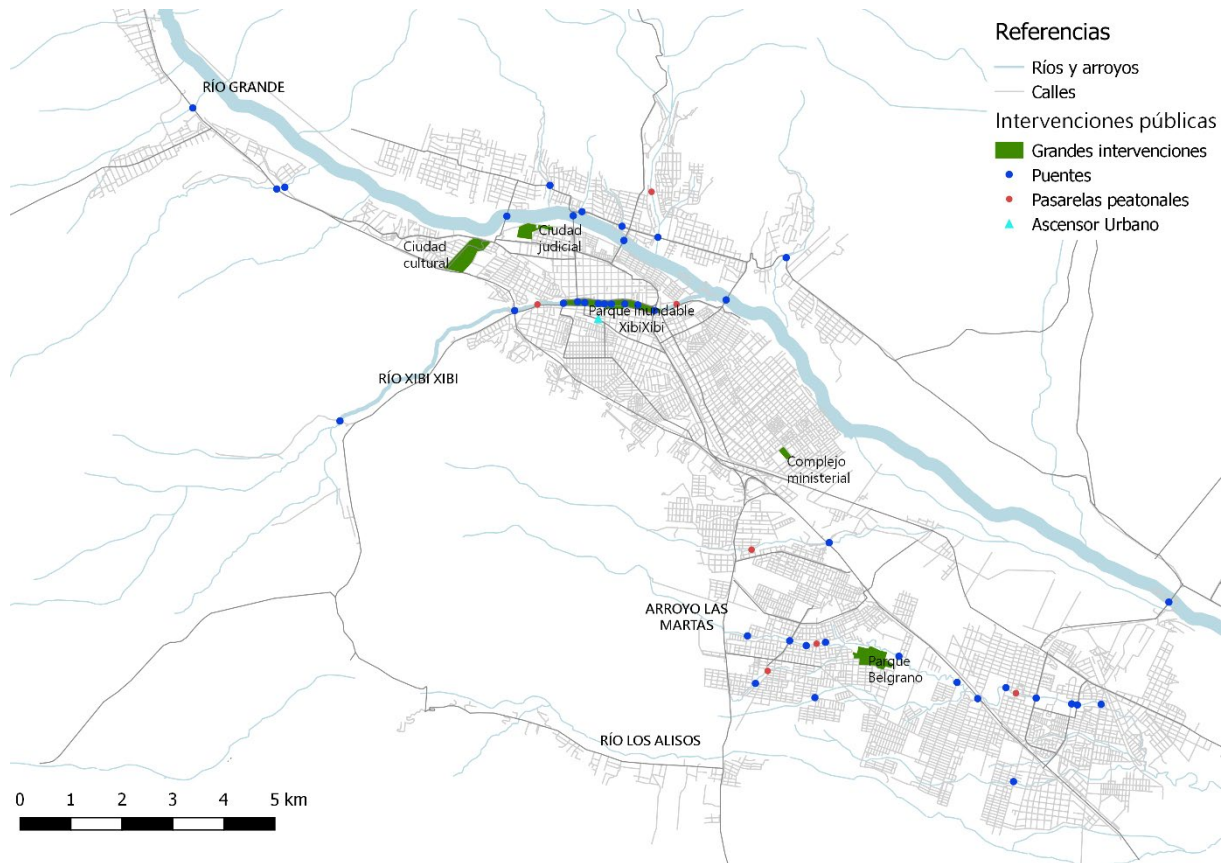 Referencias
Ríos y arroyos
Calles
Intervenciones públicas
Grandes intervenciones
Puentes
Pasarelas peatonales
Ascensor Urbano
RÍO GRANDE
Ciudad
cultural
Ciudad
judicial
Parque Inundable
XibiXibi
RÍO XIBI XIBI
Complejo
ministerial
ARROYO LAS
MARTAS
Parque
Belgrano
RÍO LOS ALISOS
0 1 2 3 4 5 km